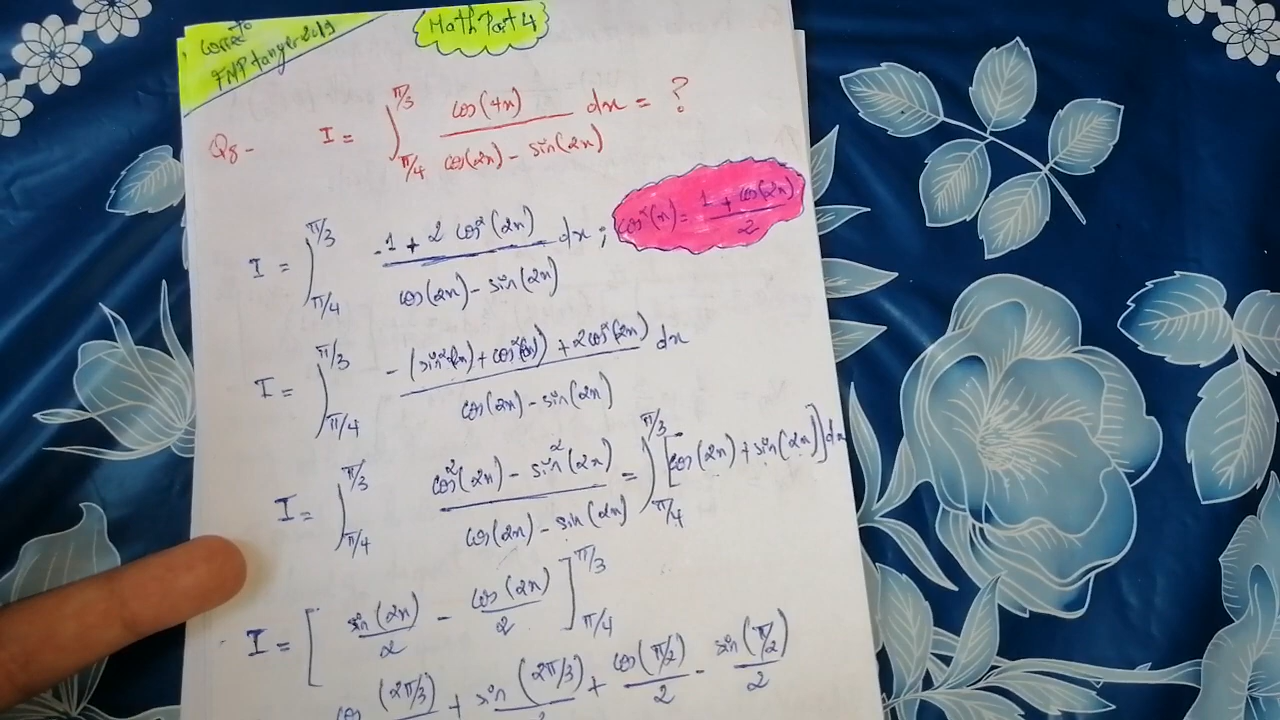 Math Part 4
correct°
FMP tanger 2019
Q8- I = ∫_{π/4}^{π/3} cos(4x) / (cos(2x) - sin(2x)) dx = ?
I = ∫_{π/4}^{π/3} (-1 + 2 cos²(2x)) / (cos(2x) - sin(2x)) dx ; cos²(x) = (1 + cos(2x)) / 2
I = ∫_{π/4}^{π/3} (-(sin²(2x) + cos²(2x)) + 2cos²(2x)) / (cos(2x) - sin(2x)) dx
I = ∫_{π/4}^{π/3} (cos²(2x) - sin²(2x)) / (cos(2x) - sin(2x)) = ∫_{π/4}^{π/3} [cos(2x) + sin(2x)] dx
I = [sin(2x)/2 - cos(2x)/2]_{π/4}^{π/3}
cos(2π/3) + sin(2π/3) + cos(π/2)/2 - sin(π/2)/2